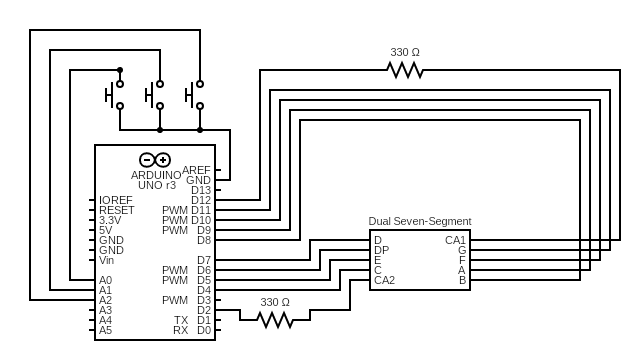 330 Ω
AREF
ARDUINO
GND
UNO r3
D13
IOREF
D12
RESET
PWM D11
3.3V
PWM D10
5V
PWM D9
GND
D8
GND
Vin
D7
PWM D6
A0
PWM D5
A1
D4
A2
PWM D3
A3
D2
A4
TX D1
A5
RX D0
330 Ω
Dual Seven-Segment
D CA1
DP G
E F
C A
CA2 B